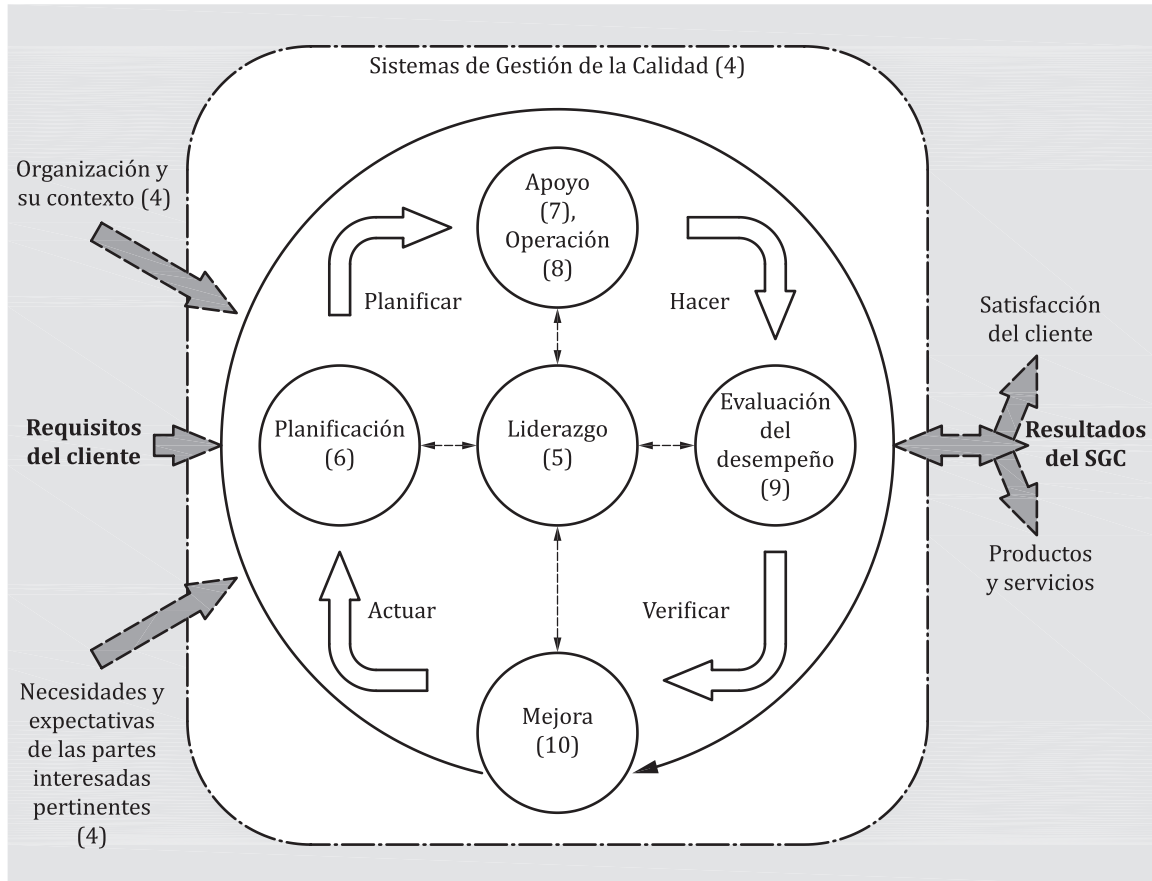 Sistemas de Gestión de la Calidad (4)
Organización y
su contexto (4)
Requisitos
del cliente
Necesidades y
expectativas
de las partes
interesadas
pertinentes
(4)
Planificar
Apoyo
(7),
Operación
(8)
Hacer
Planificación
(6)
Liderazgo
(5)
Evaluación
del
desempeño
(9)
Actuar
Verificar
Mejora
(10)
Satisfacción
del cliente
Resultados
del SGC
Productos
y servicios